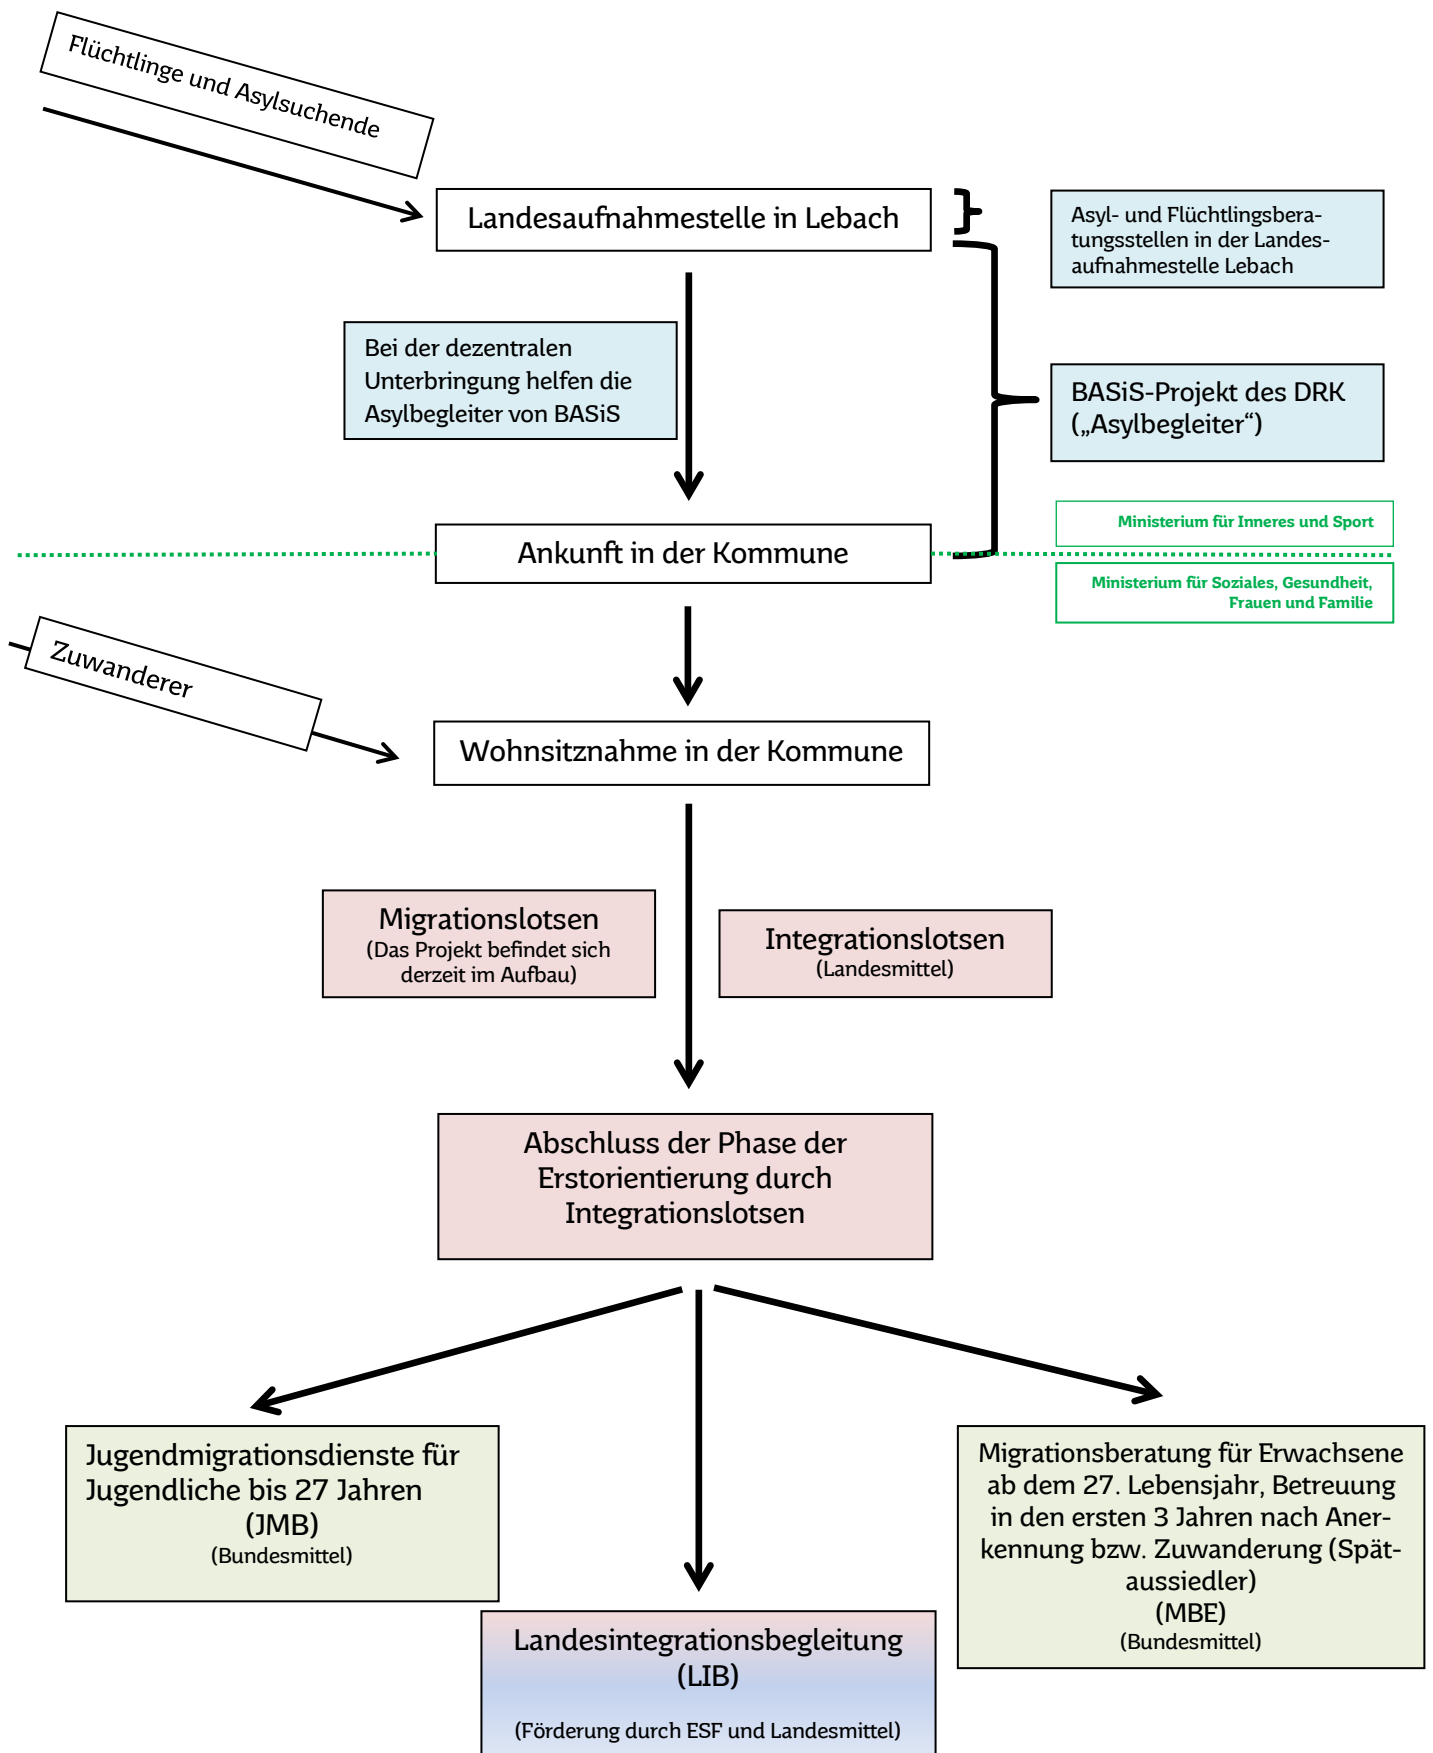 Flüchtlinge und Asylsuchende
Landesaufnahmestelle in Lebach
Asyl- und Flüchtlingsbera-
tungsstellen in der Landes-
aufnahmestelle Lebach
Bei der dezentralen
Unterbringung helfen die
Asylbegleiter von BASiS
BASiS-Projekt des DRK
(„Asylbegleiter“)
Ministerium für Inneres und Sport
Ankunft in der Kommune
Ministerium für Soziales, Gesundheit,
Frauen und Familie
Zuwanderer
Wohnsitznahme in der Kommune
Migrationslotsen
(Das Projekt befindet sich
derzeit im Aufbau)
Integrationslotsen
(Landesmittel)
Abschluss der Phase der
Erstorientierung durch
Integrationslotsen
Jugendmigrationsdienste für
Jugendliche bis 27 Jahren
(JMB)
(Bundesmittel)
Migrationsberatung für Erwachsene
ab dem 27. Lebensjahr, Betreuung
in den ersten 3 Jahren nach Aner-
kennung bzw. Zuwanderung (Spät-
aussiedler)
(MBE)
(Bundesmittel)
Landesintegrationsbegleitung
(LIB)
(Förderung durch ESF und Landesmittel)